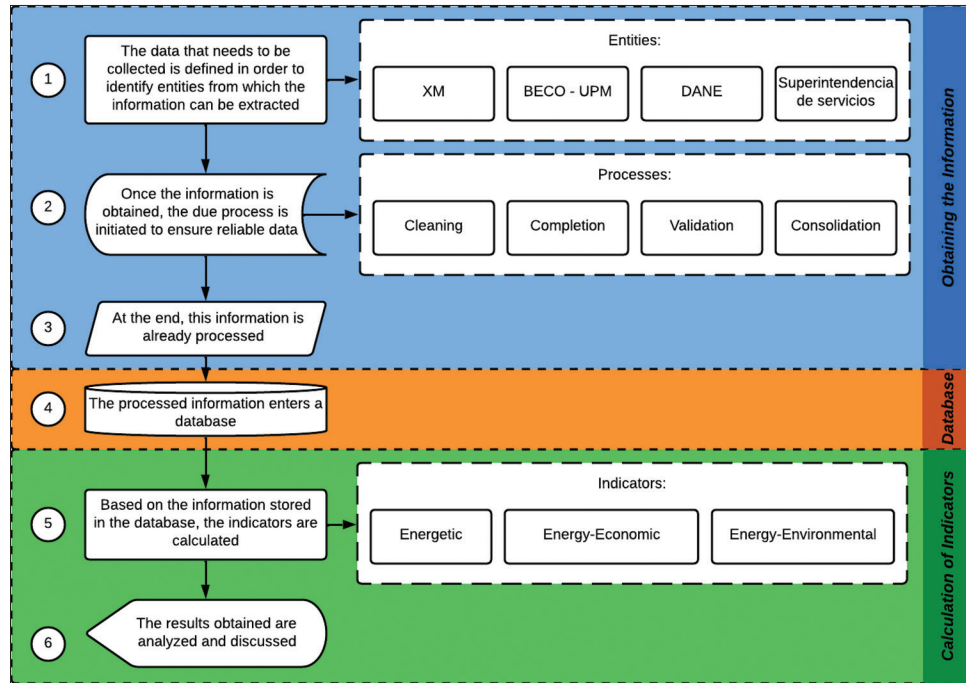 1
The data that needs to be
collected is defined in order to
identify entities from which the
information can be extracted
Entities:
XM
BECO - UPM
DANE
Superintendencia
de servicios
2
Once the information is
obtained, the due process is
initiated to ensure reliable data
Processes:
Cleaning
Completion
Validation
Consolidation
3
At the end, this information is
already processed
Obtaining the Information
4
The processed information enters a
database
Database
5
Based on the information stored
in the database, the indicators are
calculated
Indicators:
Energetic
Energy-Economic
Energy-Environmental
6
The results obtained are
analyzed and discussed
Calculation of Indicators